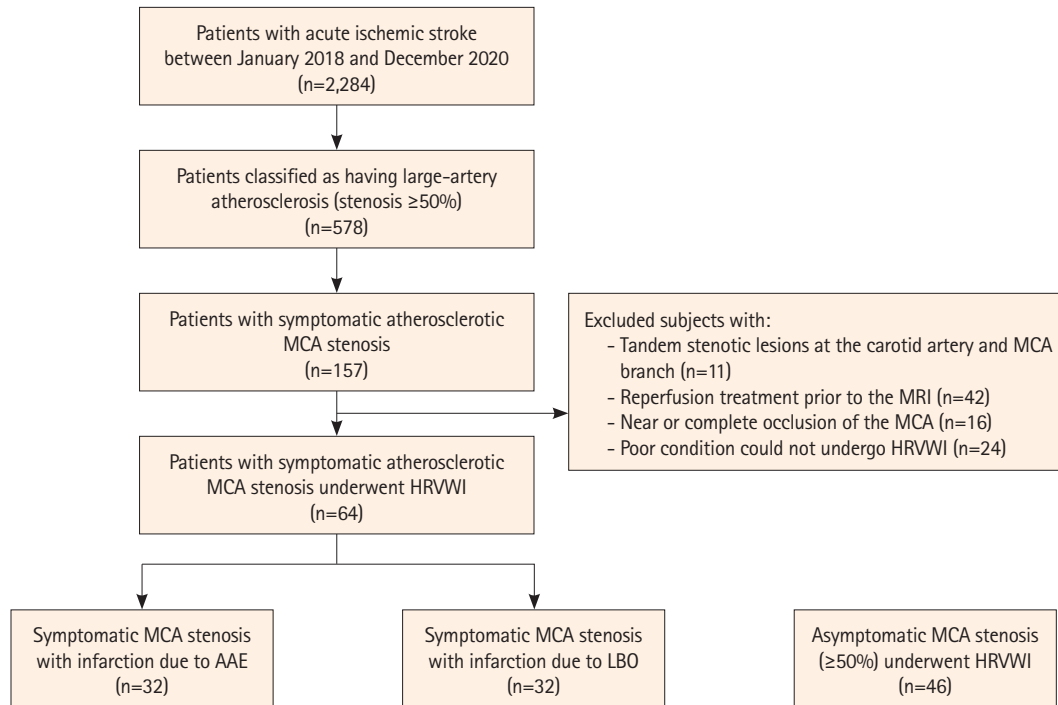 Patients with acute ischemic stroke
between January 2018 and December 2020
(n=2,284)
Patients classified as having large-artery
atherosclerosis (stenosis ≥50%)
(n=578)
Patients with symptomatic atherosclerotic
MCA stenosis
(n=157)
Excluded subjects with:
- Tandem stenotic lesions at the carotid artery and MCA
branch (n=11)
- Reperfusion treatment prior to the MRI (n=42)
- Near or complete occlusion of the MCA (n=16)
- Poor condition could not undergo HRVWI (n=24)
Patients with symptomatic atherosclerotic
MCA stenosis underwent HRVWI
(n=64)
Symptomatic MCA stenosis
with infarction due to AAE
(n=32)
Symptomatic MCA stenosis
with infarction due to LBO
(n=32)
Asymptomatic MCA stenosis
(≥50%) underwent HRVWI
(n=46)